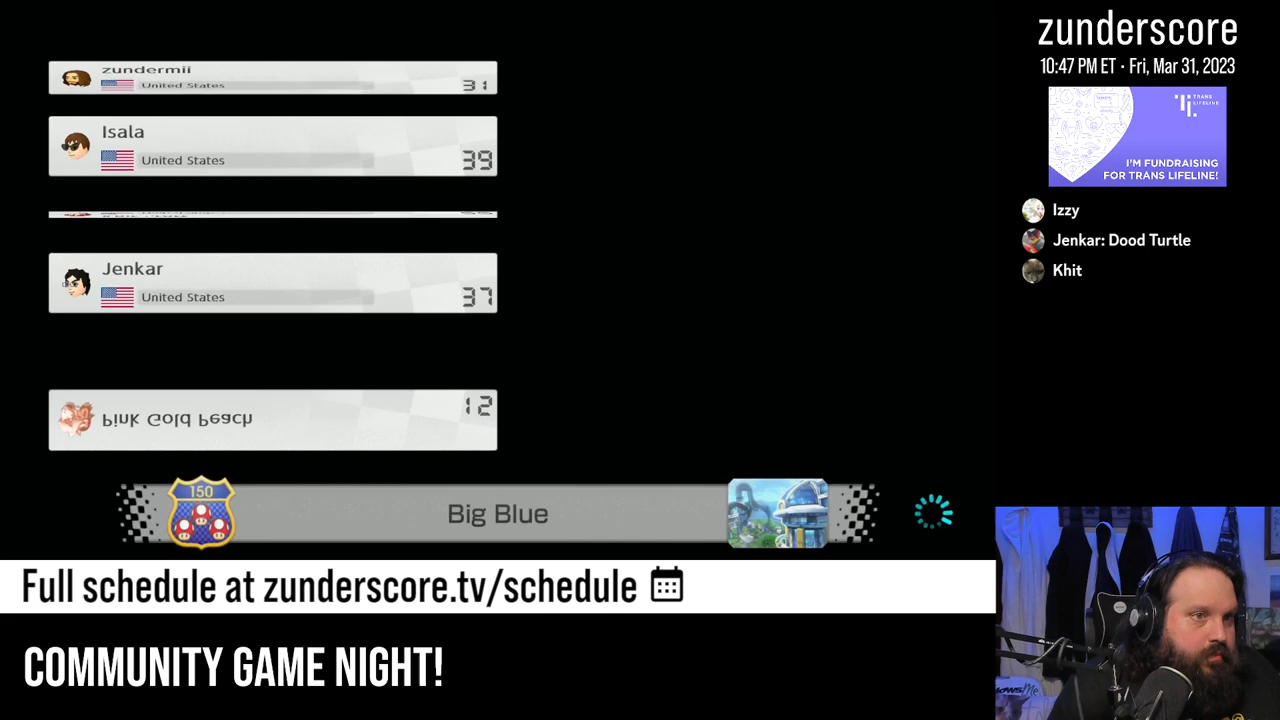 zundermii
United States
31
Isala
United States
39
Jenkar
United States
37
Pink Gold Peach
12
150
Big Blue
Full schedule at zunderscore.tv/schedule
COMMUNITY GAME NIGHT!
zunderscore
10:47 PM ET · Fri, Mar 31, 2023
TRANS
LIFELINE
I'M FUNDRAISING
FOR TRANS LIFELINE!
Izzy
Jenkar: Dood Turtle
Khit